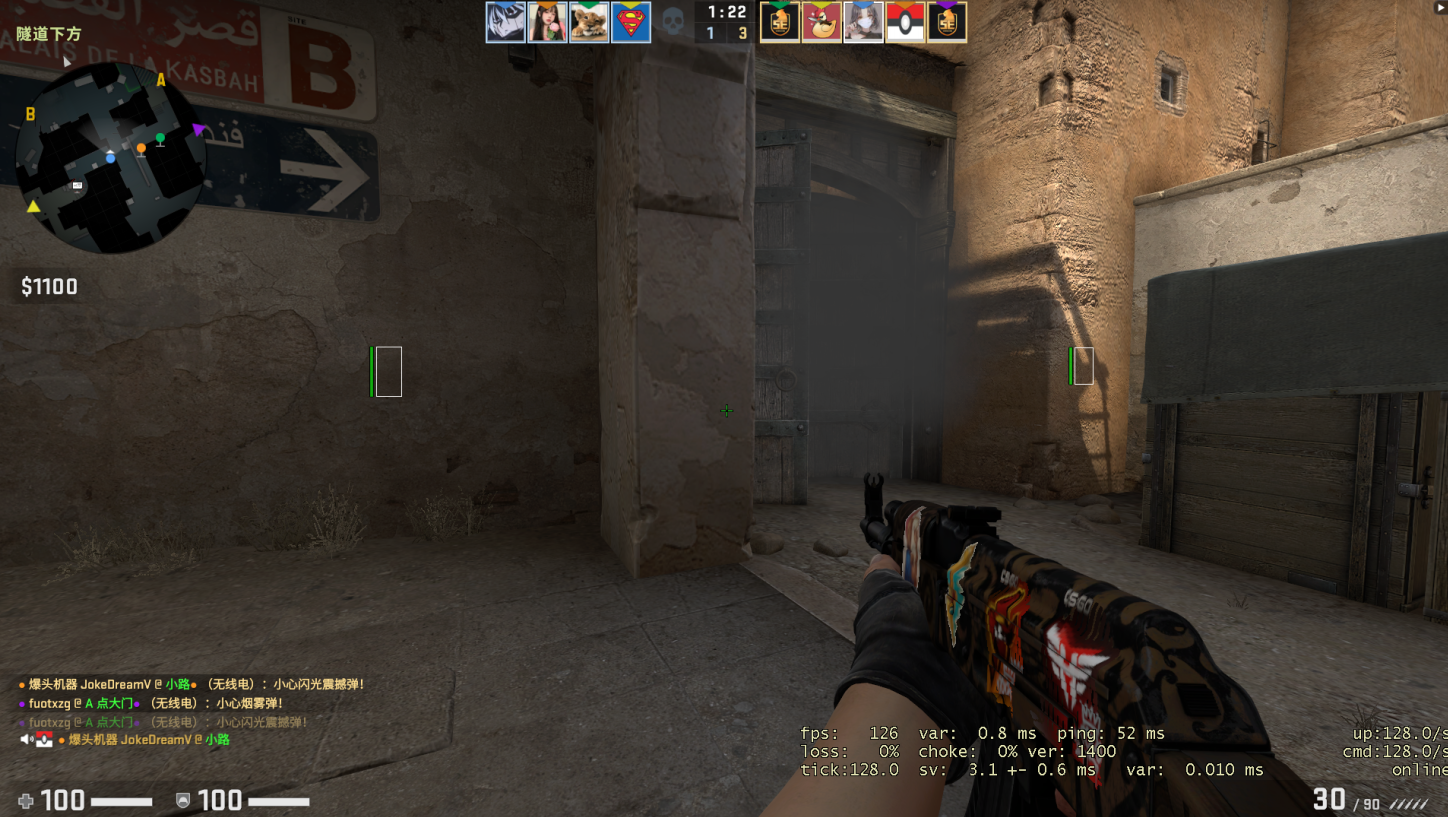 隧道下方
1:22
1 3
قصر
SITE
B
PALAIS DE LA KASBAH
A
B
$1100
爆头机器 JokeDreamV @ 小路 （无线电）：小心闪光震撼弹！
fuotxzg @ A 点大门 （无线电）：小心烟雾弹！
fuotxzg @ A 点大门 （无线电）：小心闪光震撼弹！
爆头机器 JokeDreamV @ 小路
CSGO
fps: 126 var: 0.8 ms ping: 52 ms up:128.0/s
loss: 0% choke: 0% ver: 1400 cmd:128.0/s
tick:128.0 sv: 3.1 +- 0.6 ms var: 0.010 ms online
100 100
30 / 90